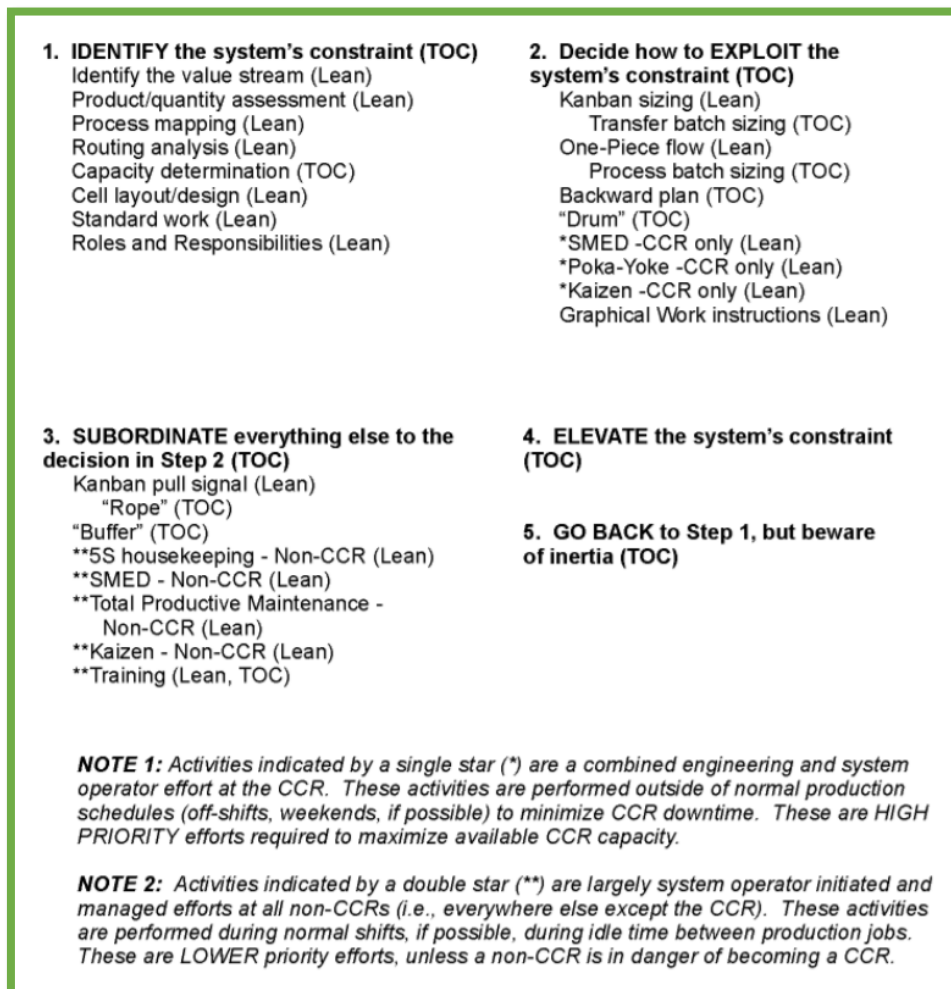 1. IDENTIFY the system's constraint (TOC)
Identify the value stream (Lean)
Product/quantity assessment (Lean)
Process mapping (Lean)
Routing analysis (Lean)
Capacity determination (TOC)
Cell layout/design (Lean)
Standard work (Lean)
Roles and Responsibilities (Lean)
2. Decide how to EXPLOIT the
system's constraint (TOC)
Kanban sizing (Lean)
Transfer batch sizing (TOC)
One-Piece flow (Lean)
Process batch sizing (TOC)
Backward plan (TOC)
“Drum” (TOC)
*SMED -CCR only (Lean)
*Poka-Yoke -CCR only (Lean)
*Kaizen -CCR only (Lean)
Graphical Work instructions (Lean)
3. SUBORDINATE everything else to the
decision in Step 2 (TOC)
Kanban pull signal (Lean)
“Rope” (TOC)
“Buffer” (TOC)
**5S housekeeping - Non-CCR (Lean)
**SMED - Non-CCR (Lean)
**Total Productive Maintenance -
Non-CCR (Lean)
**Kaizen - Non-CCR (Lean)
**Training (Lean, TOC)
4. ELEVATE the system's constraint
(TOC)
5. GO BACK to Step 1, but beware
of inertia (TOC)
NOTE 1: Activities indicated by a single star (*) are a combined engineering and system
operator effort at the CCR. These activities are performed outside of normal production
schedules (off-shifts, weekends, if possible) to minimize CCR downtime. These are HIGH
PRIORITY efforts required to maximize available CCR capacity.
NOTE 2: Activities indicated by a double star (**) are largely system operator initiated and
managed efforts at all non-CCRs (i.e., everywhere else except the CCR). These activities
are performed during normal shifts, if possible, during idle time between production jobs.
These are LOWER priority efforts, unless a non-CCR is in danger of becoming a CCR.